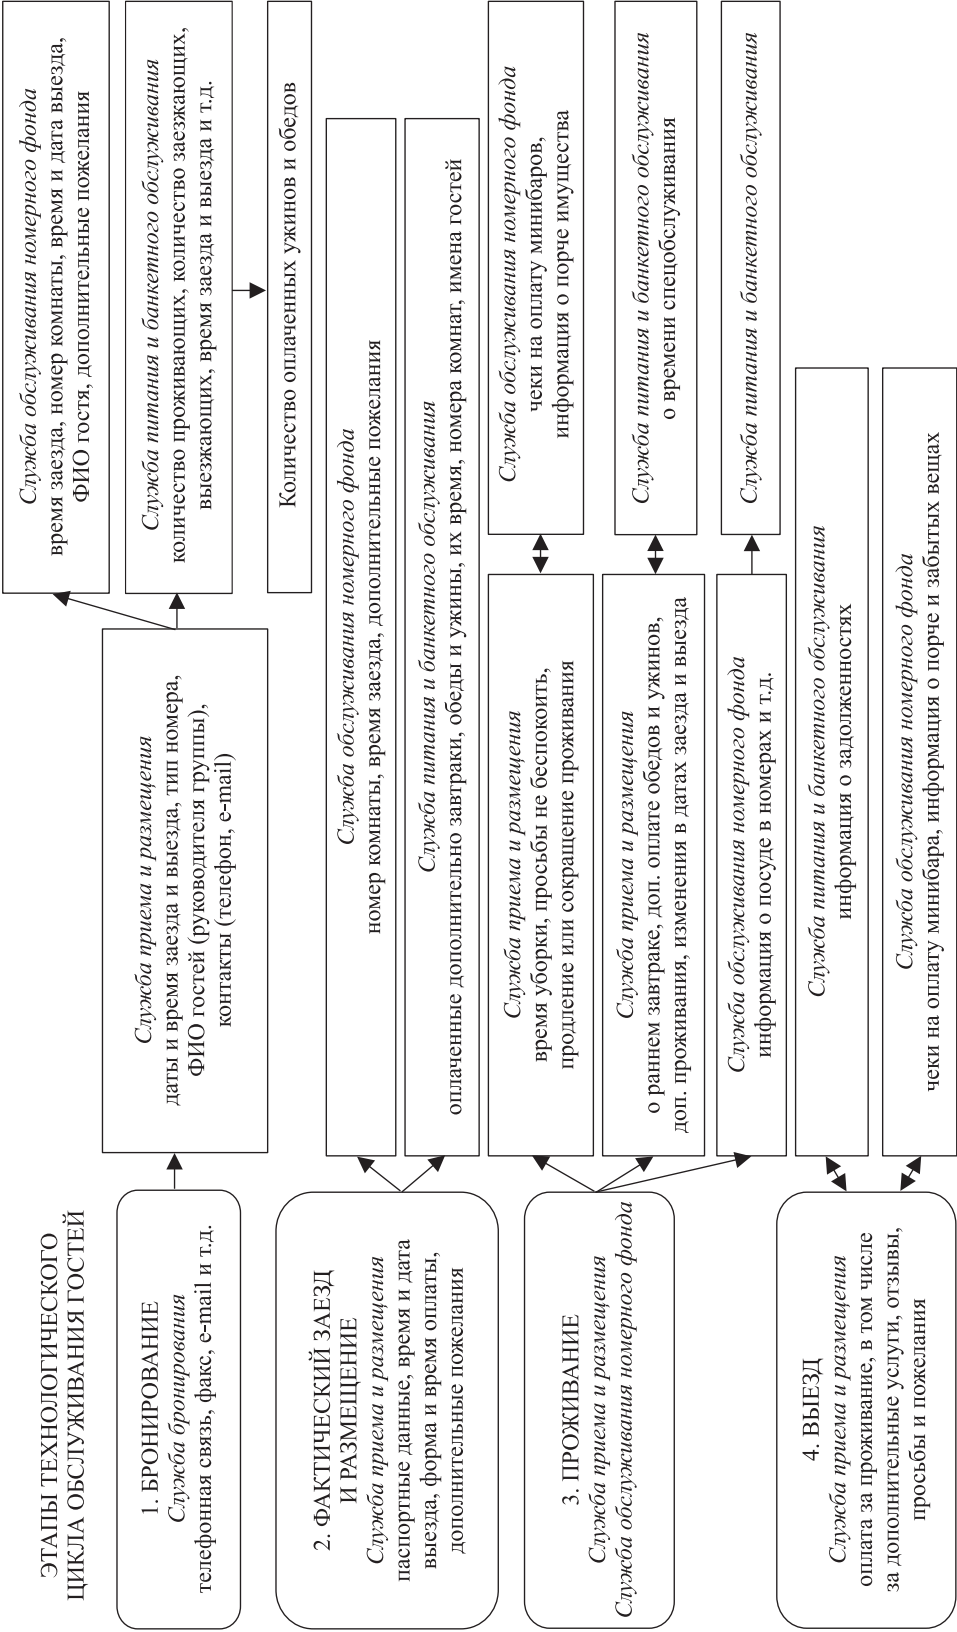 ЭТАПЫ ТЕХНОЛОГИЧЕСКОГО
ЦИКЛА ОБСЛУЖИВАНИЯ ГОСТЕЙ
1. БРОНИРОВАНИЕ
Служба бронирования
телефонная связь, факс, e-mail и т.д.
Служба приема и размещения
даты и время заезда и выезда, тип номера,
ФИО гостей (руководителя группы),
контакты (телефон, e-mail)
Служба обслуживания номерного фонда
время заезда, номер комнаты, время и дата выезда,
ФИО гостя, дополнительные пожелания
Служба питания и банкетного обслуживания
количество проживающих, количество заезжающих,
выезжающих, время заезда и выезда и т.д.
Количество оплаченных ужинов и обедов
2. ФАКТИЧЕСКИЙ ЗАЕЗД
И РАЗМЕЩЕНИЕ
Служба приема и размещения
паспортные данные, время и дата
выезда, форма и время оплаты,
дополнительные пожелания
Служба обслуживания номерного фонда
номер комнаты, время заезда, дополнительные пожелания
Служба питания и банкетного обслуживания
оплаченные дополнительно завтраки, обеды и ужины, их время, номера комнат, имена гостей
3. ПРОЖИВАНИЕ
Служба приема и размещения
Служба обслуживания номерного фонда
Служба приема и размещения
время уборки, просьбы не беспокоить,
продление или сокращение проживания
Служба обслуживания номерного фонда
чеки на оплату минибаров,
информация о порче имущества
Служба приема и размещения
о раннем завтраке, доп. оплате обедов и ужинов,
доп. проживания, изменения в датах заезда и выезда
Служба питания и банкетного обслуживания
о времени спецобслуживания
Служба обслуживания номерного фонда
информация о посуде в номерах и т.д.
Служба питания и банкетного обслуживания
4. ВЫЕЗД
Служба приема и размещения
оплата за проживание, в том числе
за дополнительные услуги, отзывы,
просьбы и пожелания
Служба питания и банкетного обслуживания
информация о задолженностях
Служба обслуживания номерного фонда
чеки на оплату минибара, информация о порче и забытых вещах